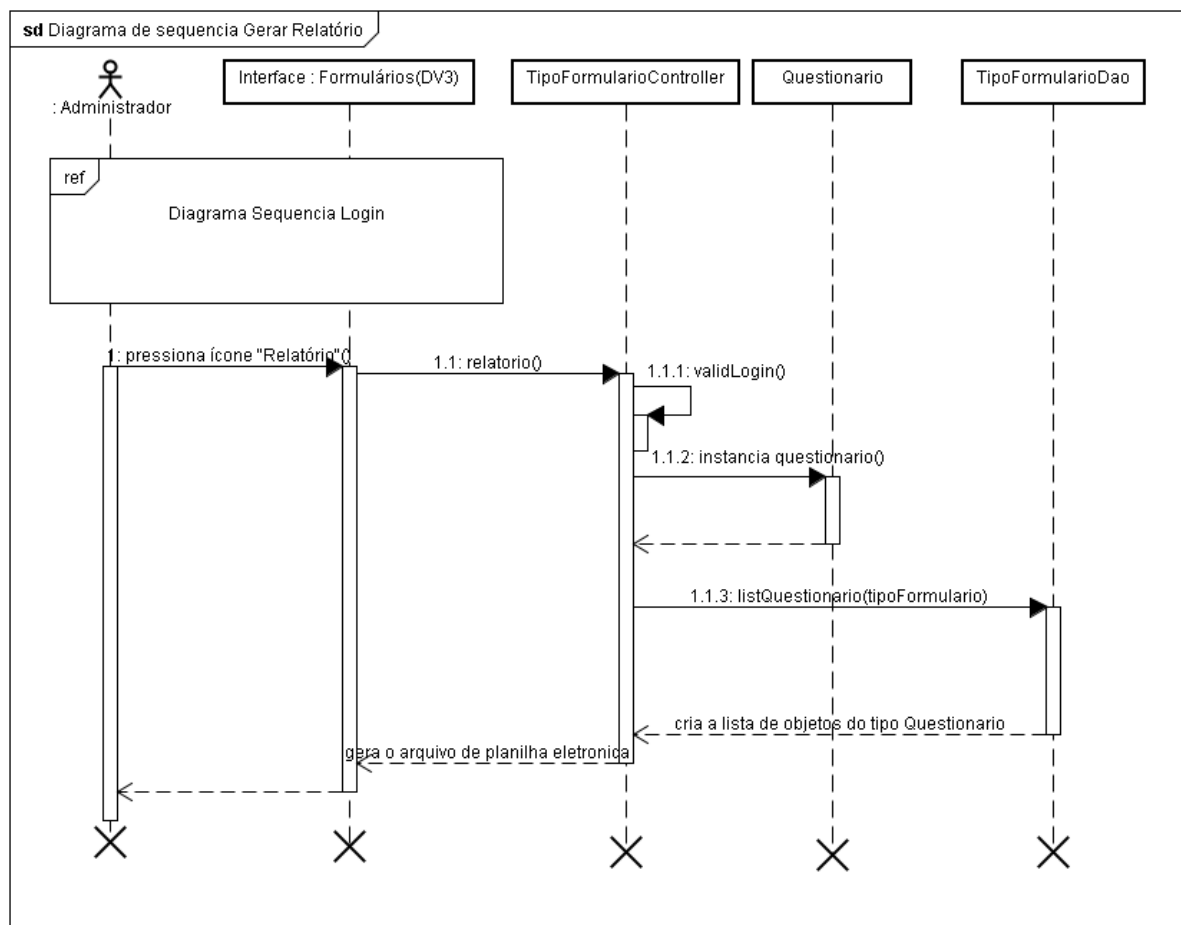 sd Diagrama de sequencia Gerar Relatório
: Administrador
Interface : Formulários(DV3)
TipoFormularioController
Questionario
TipoFormularioDao
ref
Diagrama Sequencia Login
1: pressiona ícone "Relatório"()
1.1: relatorio()
1.1.1: validLogin()
1.1.2: instancia questionario()
1.1.3: listQuestionario(tipoFormulario)
cria a lista de objetos do tipo Questionario
gera o arquivo de planilha eletronica